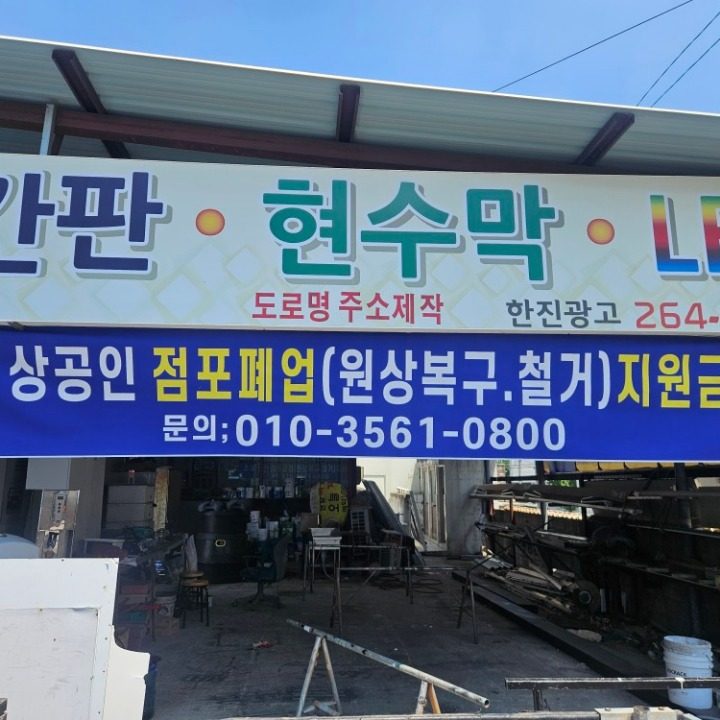 간판 · 현수막 · LE
도로명 주소제작 한진광고 264-
상공인 점포폐업(원상복구.철거)지원금
문의;010-3561-0800